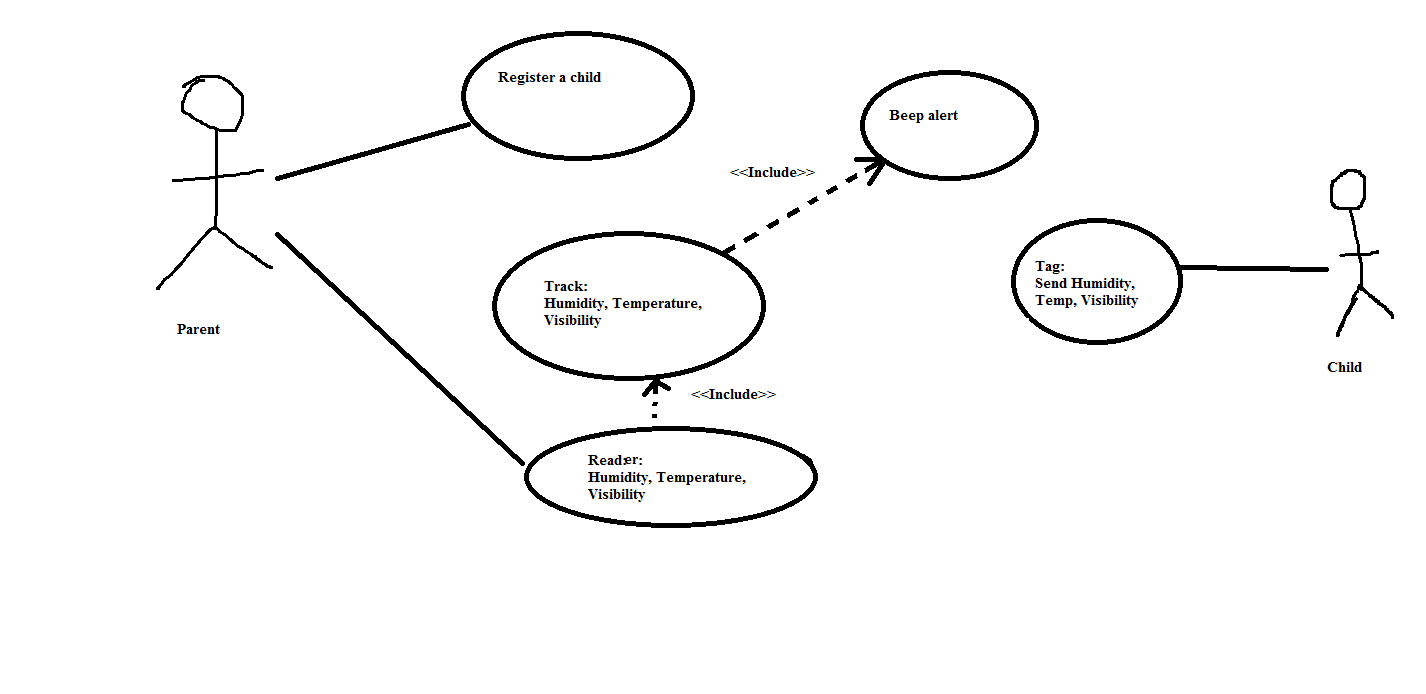 Register a child
Beep alert
<<Include>>
Tag:
Send Humidity,
Temp, Visibility
Track:
Humidity, Temperature,
Visibility
Parent
Child
<<Include>>
Reader:
Humidity, Temperature,
Visibility